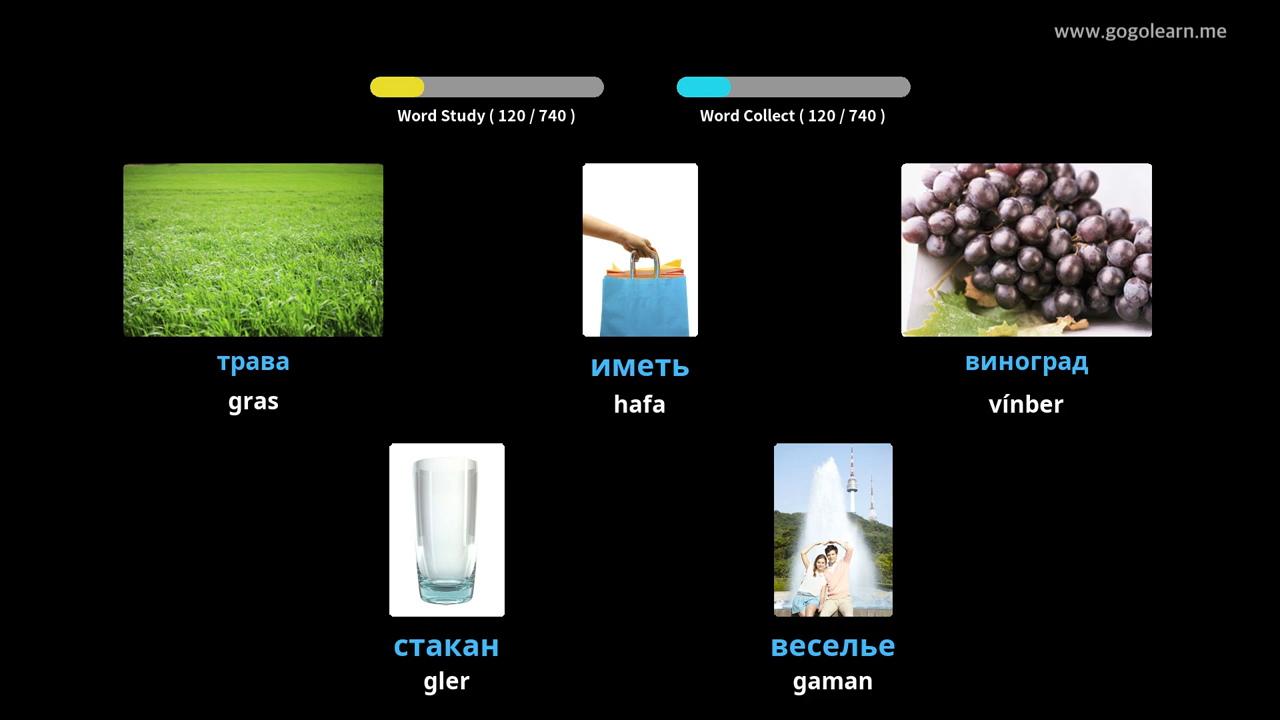 www.gogolearn.me
Word Study ( 120 / 740 )
Word Collect ( 120 / 740 )
трава
gras
иметь
hafa
виноград
vínber
стакан
gler
веселье
gaman